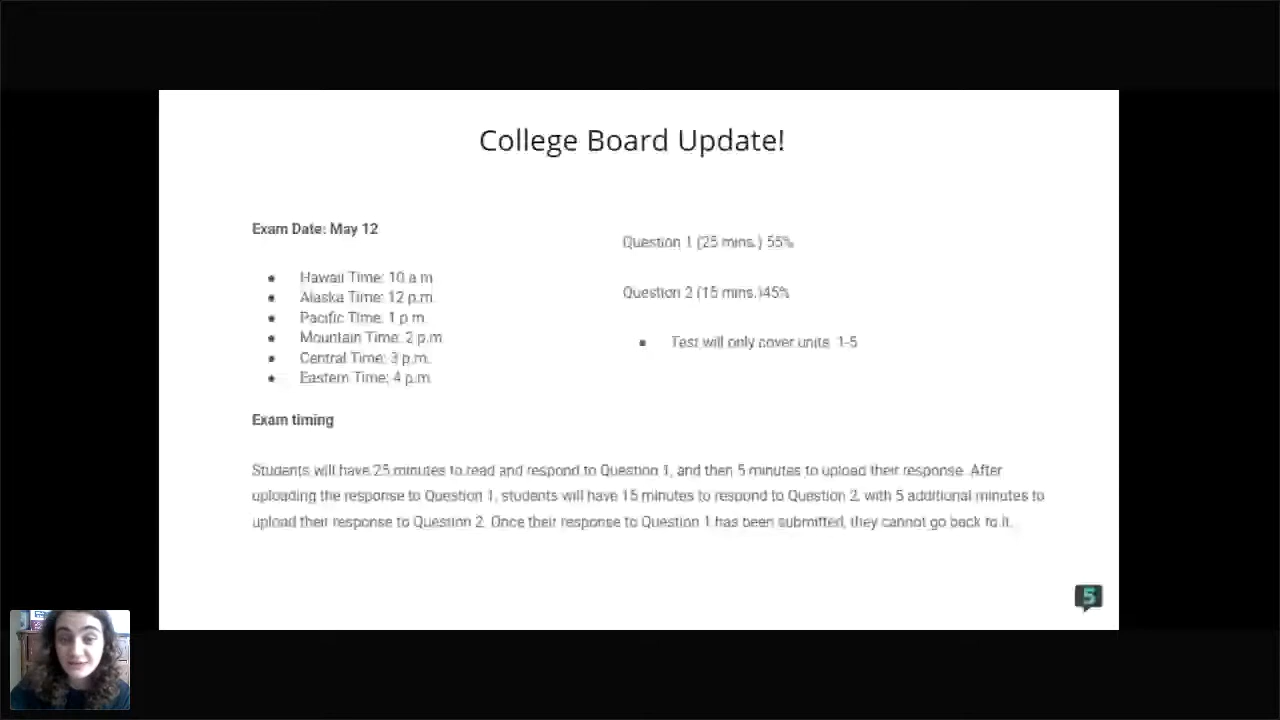 College Board Update!
Exam Date: May 12
● Hawaii Time: 10 a.m
● Alaska Time: 12 p.m.
● Pacific Time: 1 p.m.
● Mountain Time: 2 p.m
● Central Time: 3 p.m.
● Eastern Time: 4 p.m.
Question 1 (25 mins.) 55%
Question 2 (15 mins.)45%
● Test will only cover units 1-5
Exam timing
Students will have 25 minutes to read and respond to Question 1, and then 5 minutes to upload their response. After
uploading the response to Question 1, students will have 15 minutes to respond to Question 2, with 5 additional minutes to
upload their response to Question 2. Once their response to Question 1 has been submitted, they cannot go back to it.
5